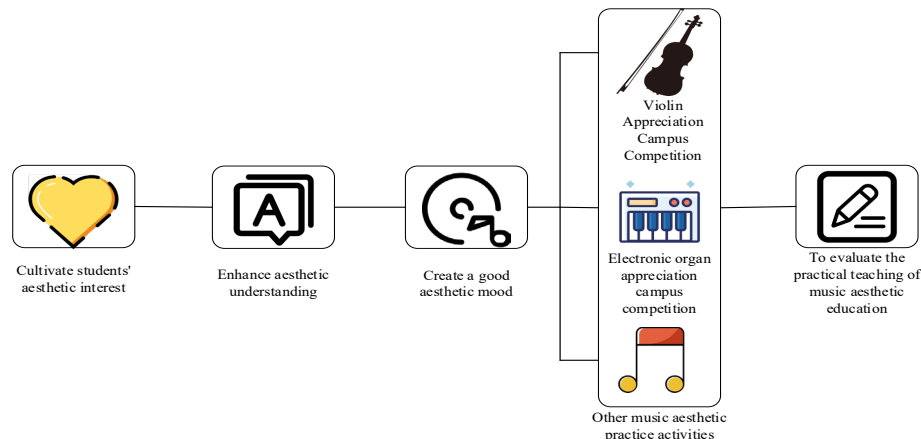 Cultivate students'
aesthetic interest
A
Enhance aesthetic
understanding
Create a good
aesthetic mood
Violin
Appreciation
Campus
Competition
Electronic organ
appreciation
campus
competition
Other music aesthetic
practice activities
To evaluate the
practical teaching of
music aesthetic
education